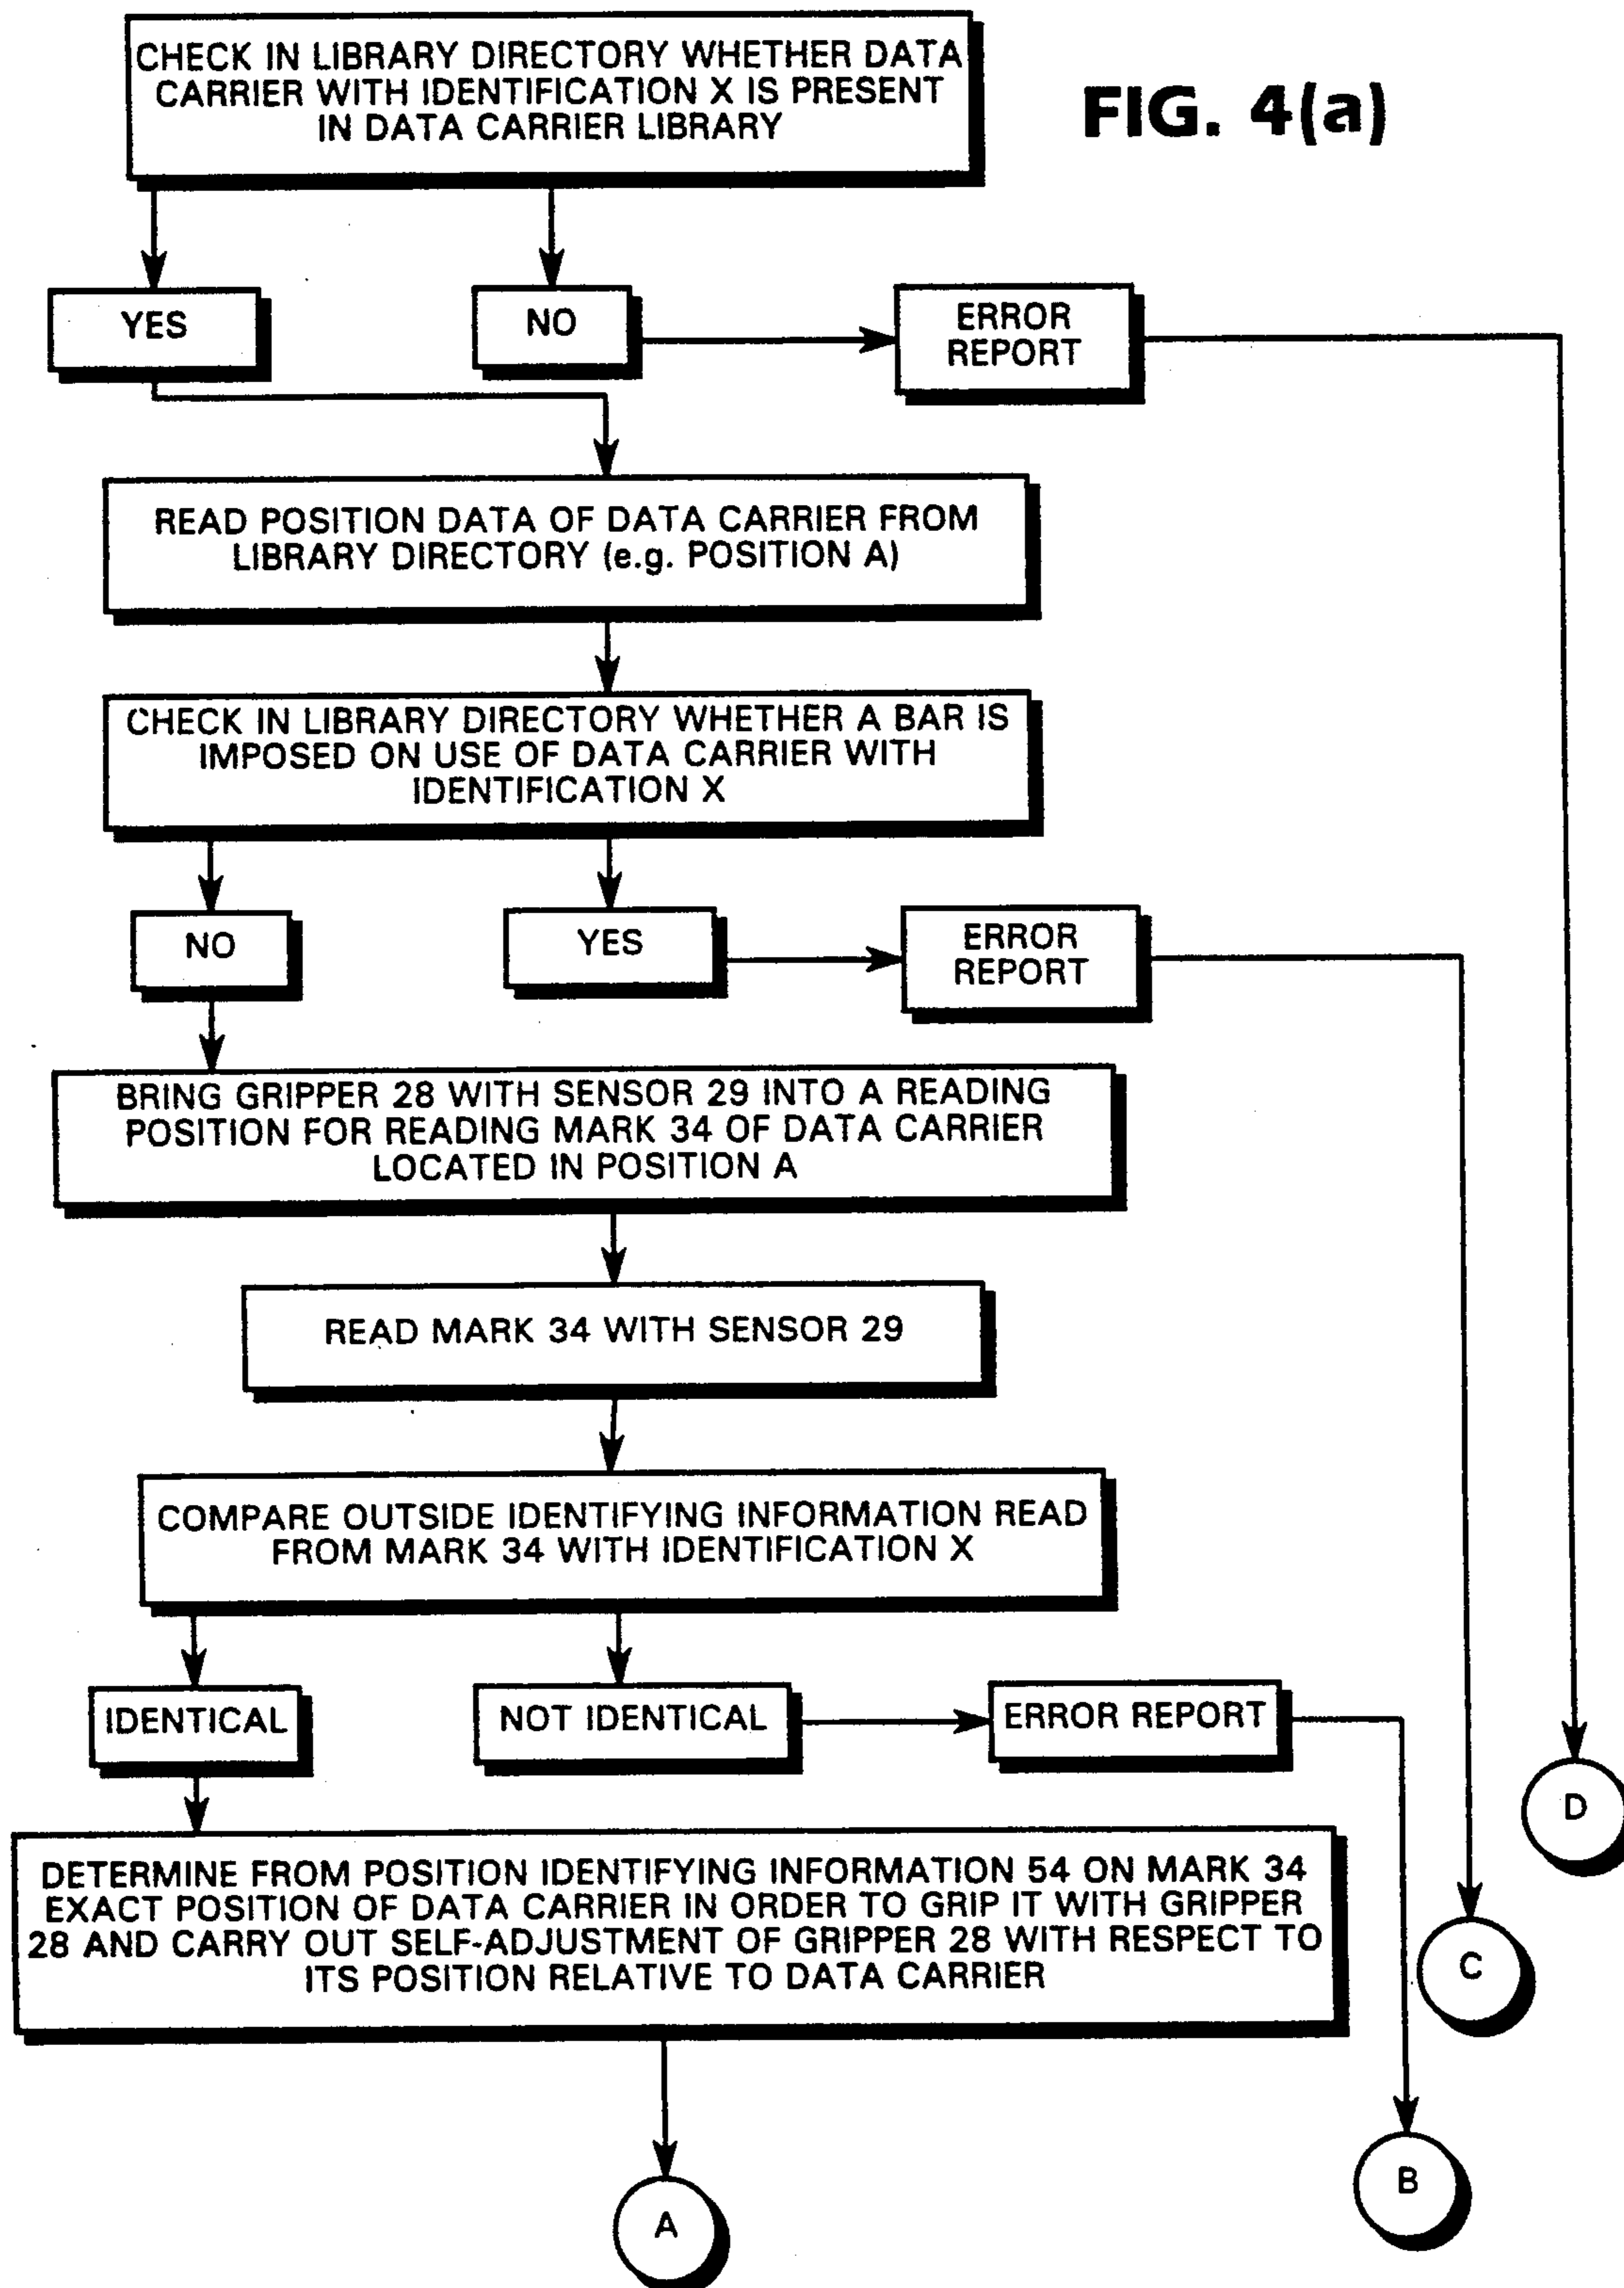 CHECK IN LIBRARY DIRECTORY WHETHER DATA
CARRIER WITH IDENTIFICATION X IS PRESENT
IN DATA CARRIER LIBRARY
FIG. 4(a)
YES
NO
ERROR
REPORT
READ POSITION DATA OF DATA CARRIER FROM
LIBRARY DIRECTORY (e.g. POSITION A)
CHECK IN LIBRARY DIRECTORY WHETHER A BAR IS
IMPOSED ON USE OF DATA CARRIER WITH
IDENTIFICATION X
NO
YES
ERROR
REPORT
BRING GRIPPER 28 WITH SENSOR 29 INTO A READING
POSITION FOR READING MARK 34 OF DATA CARRIER
LOCATED IN POSITION A
READ MARK 34 WITH SENSOR 29
COMPARE OUTSIDE IDENTIFYING INFORMATION READ
FROM MARK 34 WITH IDENTIFICATION X
IDENTICAL
NOT IDENTICAL
ERROR REPORT
D
DETERMINE FROM POSITION IDENTIFYING INFORMATION 54 ON MARK 34
EXACT POSITION OF DATA CARRIER IN ORDER TO GRIP IT WITH GRIPPER
28 AND CARRY OUT SELF-ADJUSTMENT OF GRIPPER 28 WITH RESPECT TO
ITS POSITION RELATIVE TO DATA CARRIER
C
B
A